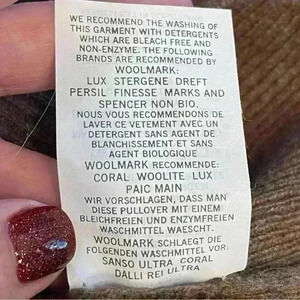 WE RECOMMEND THE WASHING OF
THIS GARMENT WITH DETERGENTS
WHICH ARE BLEACH FREE AND
NON-ENZYME. THE FOLLOWING
BRANDS ARE RECOMMENDED BY
WOOLMARK:
LUX STERGENE DREFT
PERSIL FINESSE MARKS AND
SPENCER NON BIO.
NOUS VOUS RECOMMENDONS DE
LAVER CE VETEMENT AVEC UN
DETERGENT SANS AGENT DE
BLANCHISSEMENT ET SANS
AGENT BIOLOGIQUE
WOOLMARK RECOMMENDE:
CORAL WOOLITE LUX
PAIC MAIN
WIR VORSCHLAGEN, DASS MAN
DIESE PULLOVER MIT EINEM
BLEICHFREIEN UND ENZYMFREIEN
WASCHMITTEL WAESCHT.
WOOLMARK SCHLAEGT DIE
FOLGENDEN WASCHMITTEL VOR:
SANSO ULTRA CORAL
DALLI REI ULTRA